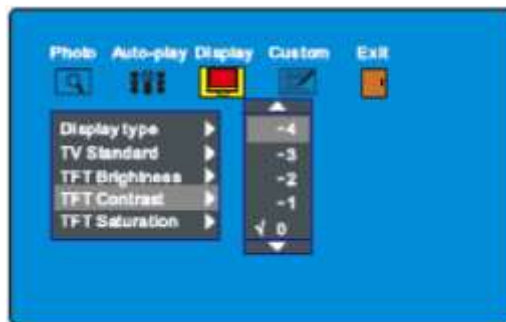 Photo Auto-play Display Custom Exit
Display type
TV Standard
TFT Brighness
TFT Contrast
TFT Saturation
-4
-3
-2
-1
√ 0